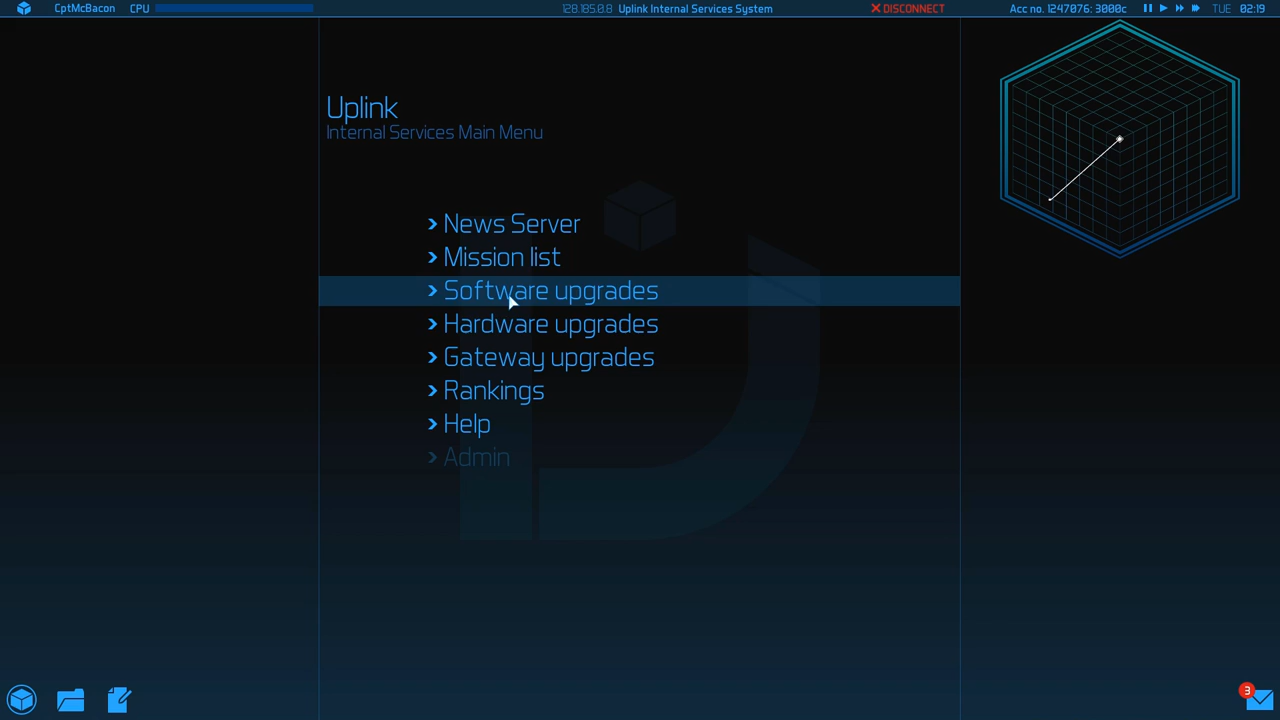 CptMcBacon CPU 128.185.0.8 Uplink Internal Services System DISCONNECT Acc no. 1247076: 3000c TUE 02:19
Uplink
Internal Services Main Menu
News Server
Mission list
Software upgrades
Hardware upgrades
Gateway upgrades
Rankings
Help
Admin
3